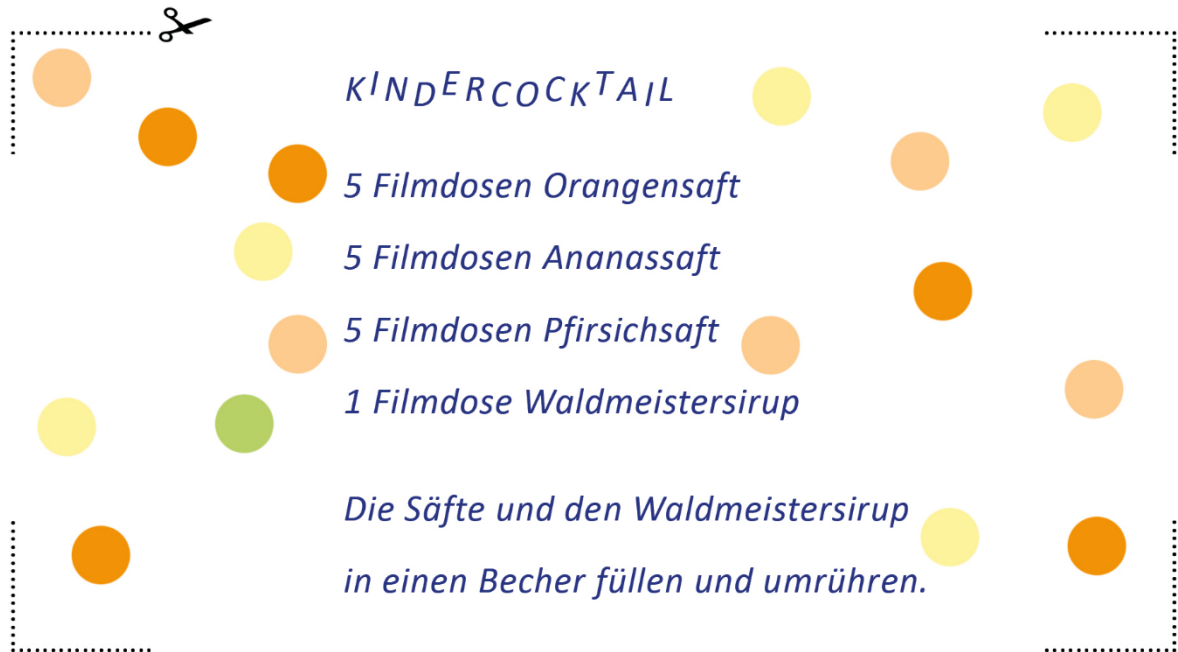 KINDERCOCKTAIL
5 Filmdosen Orangensaft
5 Filmdosen Ananassaft
5 Filmdosen Pfirsichsaft
1 Filmdose Waldmeistersirup
Die Säfte und den Waldmeistersirup
in einen Becher füllen und umrühren.